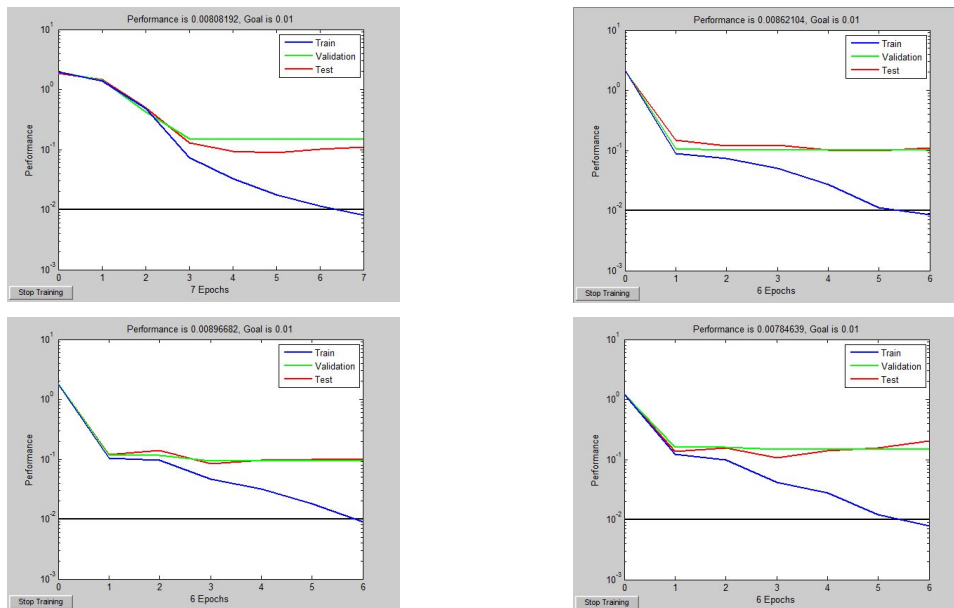 Performance is 0.00808192, Goal is 0.01
10^1
10^0
10^-1
10^-2
10^-3
Performance
Train
Validation
Test
0 1 2 3 4 5 6 7
7 Epochs
Stop Training
Performance is 0.00862104, Goal is 0.01
10^1
10^0
10^-1
10^-2
10^-3
Performance
Train
Validation
Test
0 1 2 3 4 5 6
6 Epochs
Stop Training
Performance is 0.00896682, Goal is 0.01
10^1
10^0
10^-1
10^-2
10^-3
Performance
Train
Validation
Test
0 1 2 3 4 5 6
6 Epochs
Stop Training
Performance is 0.00784639, Goal is 0.01
10^1
10^0
10^-1
10^-2
10^-3
Performance
Train
Validation
Test
0 1 2 3 4 5 6
6 Epochs
Stop Training